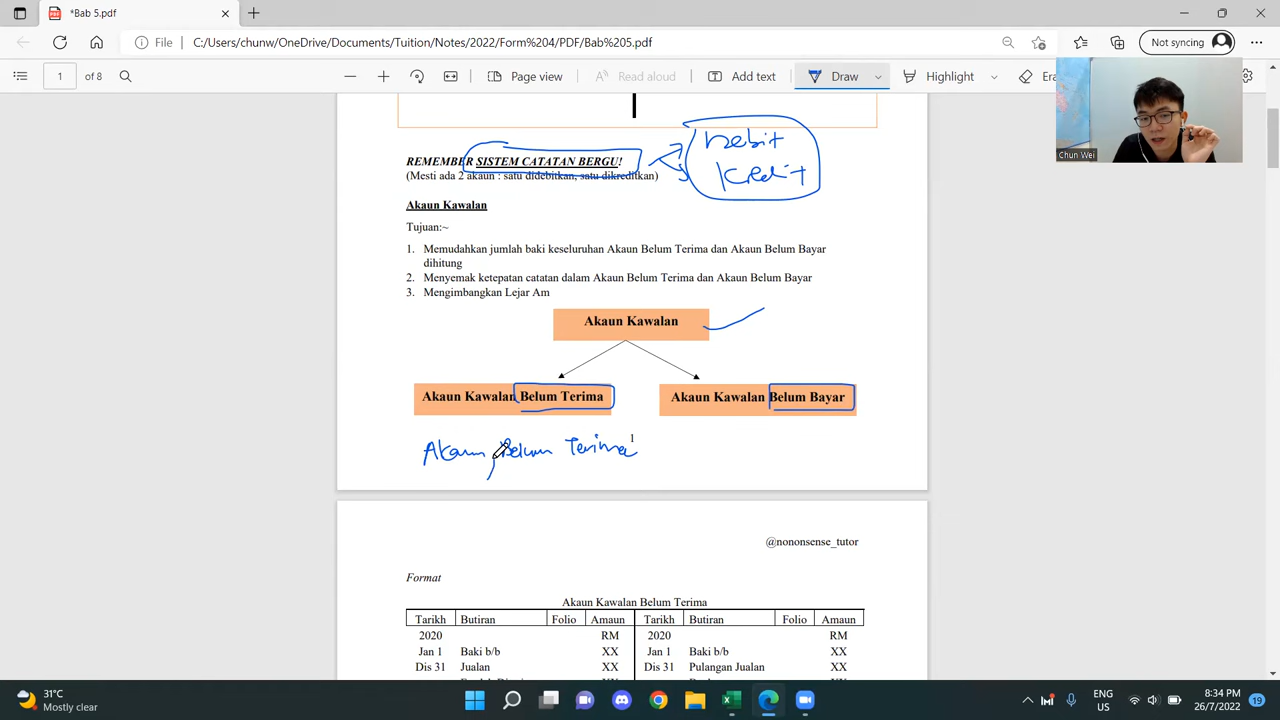 *Bab 5.pdf
File
C:/Users/chunw/OneDrive/Documents/Tuition/Notes/2022/Form%204/PDF/Bab%205.pdf
Not syncing
1 of 8
Page view
Read aloud
Add text
Draw
Highlight
Era
Chun Wei
Debit
Kredit
REMEMBER SISTEM CATATAN BERGU!
(Mesti ada 2 akaun : satu didebitkan, satu dikreditkan)
Akaun Kawalan
Tujuan:~
1. Memudahkan jumlah baki keseluruhan Akaun Belum Terima dan Akaun Belum Bayar
dihitung
2. Menyemak ketepatan catatan dalam Akaun Belum Terima dan Akaun Belum Bayar
3. Mengimbangkan Lejar Am
Akaun Kawalan
Akaun Kawalan Belum Terima
Akaun Kawalan Belum Bayar
Akaun Belum Terima
1
@nononsense_tutor
Format
Akaun Kawalan Belum Terima
Tarikh Butiran Folio Amaun Tarikh Butiran Folio Amaun
2020 RM 2020 RM
Jan 1 Baki b/b XX Jan 1 Baki b/b XX
Dis 31 Jualan XX Dis 31 Pulangan Jualan XX
31°C
Mostly clear
ENG
US
8:34 PM
26/7/2022
19